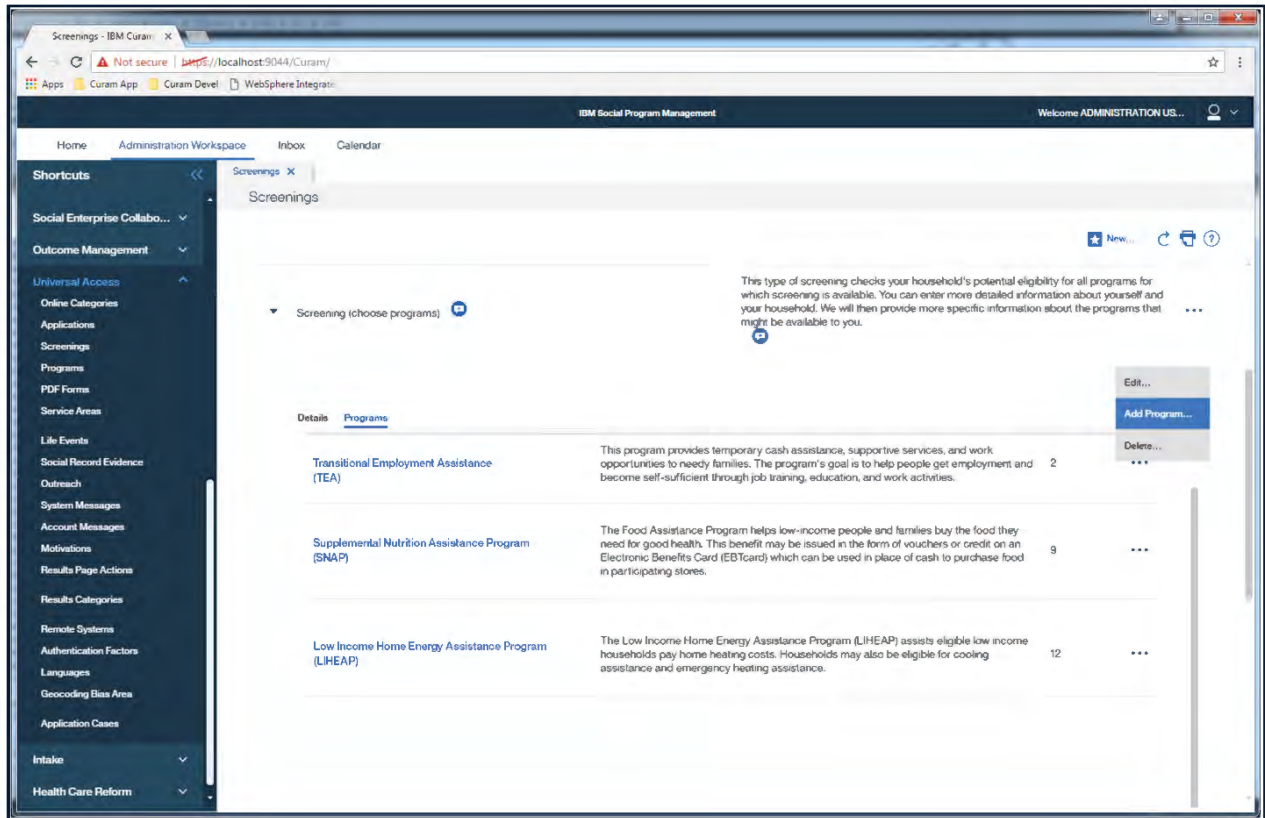 Screenings - IBM Curam
Not secure | https://localhost:9044/Curam/
Apps Curam App Curam Devel WebSphere Integrate
IBM Social Program Management Welcome ADMINISTRATION US...
Home Administration Workspace Inbox Calendar
Shortcuts
Screenings
Screenings
Social Enterprise Collabo...
Outcome Management
New...
Universal Access
Online Categories
Applications
Screenings
Programs
PDF Forms
Service Areas
Life Events
Social Record Evidence
Outreach
System Messages
Account Messages
Motivations
Results Page Actions
Results Categories
Remote Systems
Authentication Factors
Languages
Geocoding Bias Area
Application Cases
Intake
Health Care Reform
Screening (choose programs)
This type of screening checks your household's potential eligibility for all programs for
which screening is available. You can enter more detailed information about yourself and
your household. We will then provide more specific information about the programs that
might be available to you.
Edit...
Add Program...
Delete...
Details Programs
Transitional Employment Assistance
(TEA)
This program provides temporary cash assistance, supportive services, and work
opportunities to needy families. The program's goal is to help people get employment and
become self-sufficient through job training, education, and work activities.
2
Supplemental Nutrition Assistance Program
(SNAP)
The Food Assistance Program helps low-income people and families buy the food they
need for good health. This benefit may be issued in the form of vouchers or credit on an
Electronic Benefits Card (EBTcard) which can be used in place of cash to purchase food
in participating stores.
9
Low Income Home Energy Assistance Program
(LIHEAP)
The Low Income Home Energy Assistance Program (LIHEAP) assists eligible low income
households pay home heating costs. Households may also be eligible for cooling
assistance and emergency heating assistance.
12